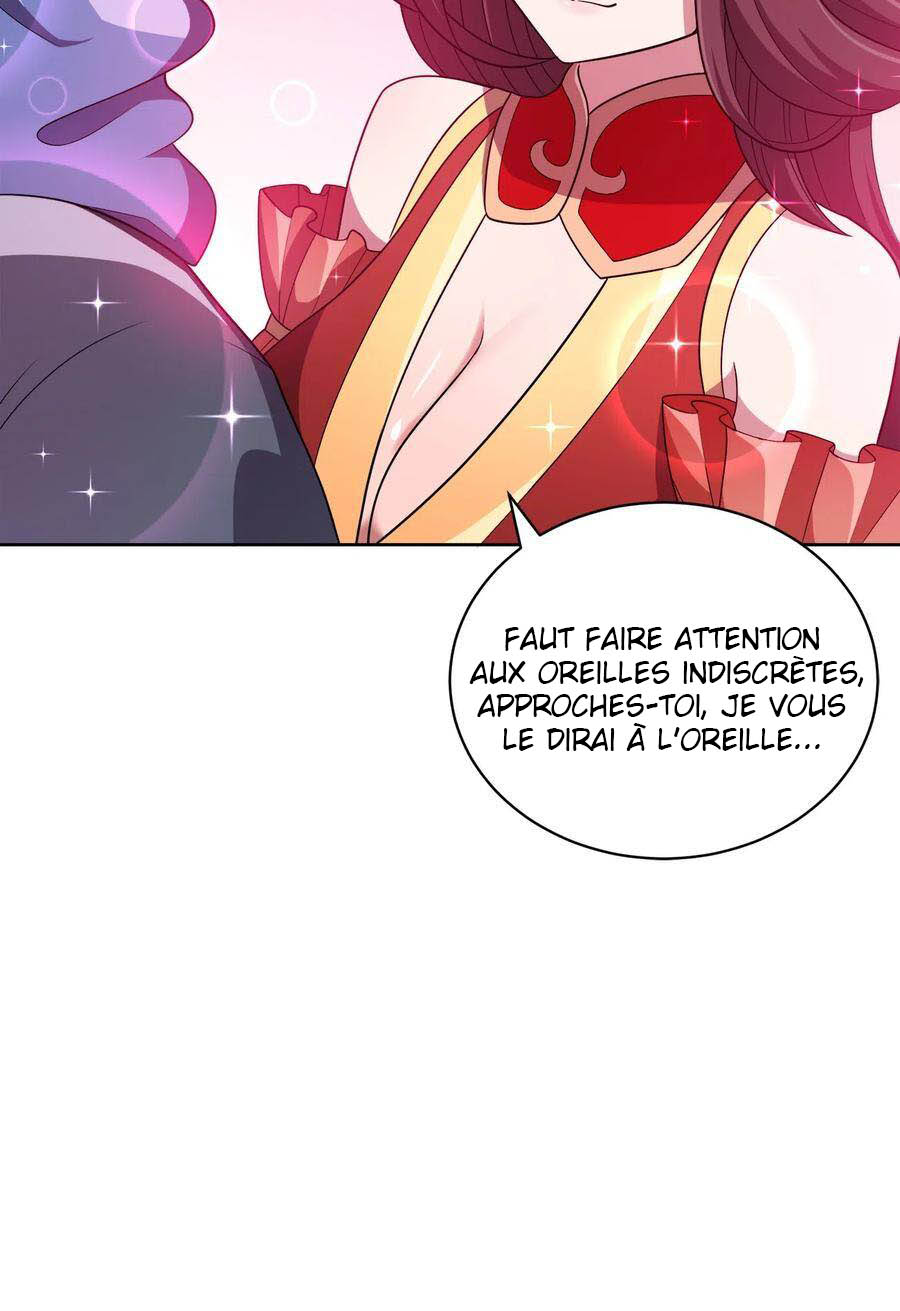 FAUT FAIRE ATTENTION
AUX OREILLES INDISCRÈTES,
APPROCHES-TOI, JE VOUS
LE DIRAI À L'OREILLE...